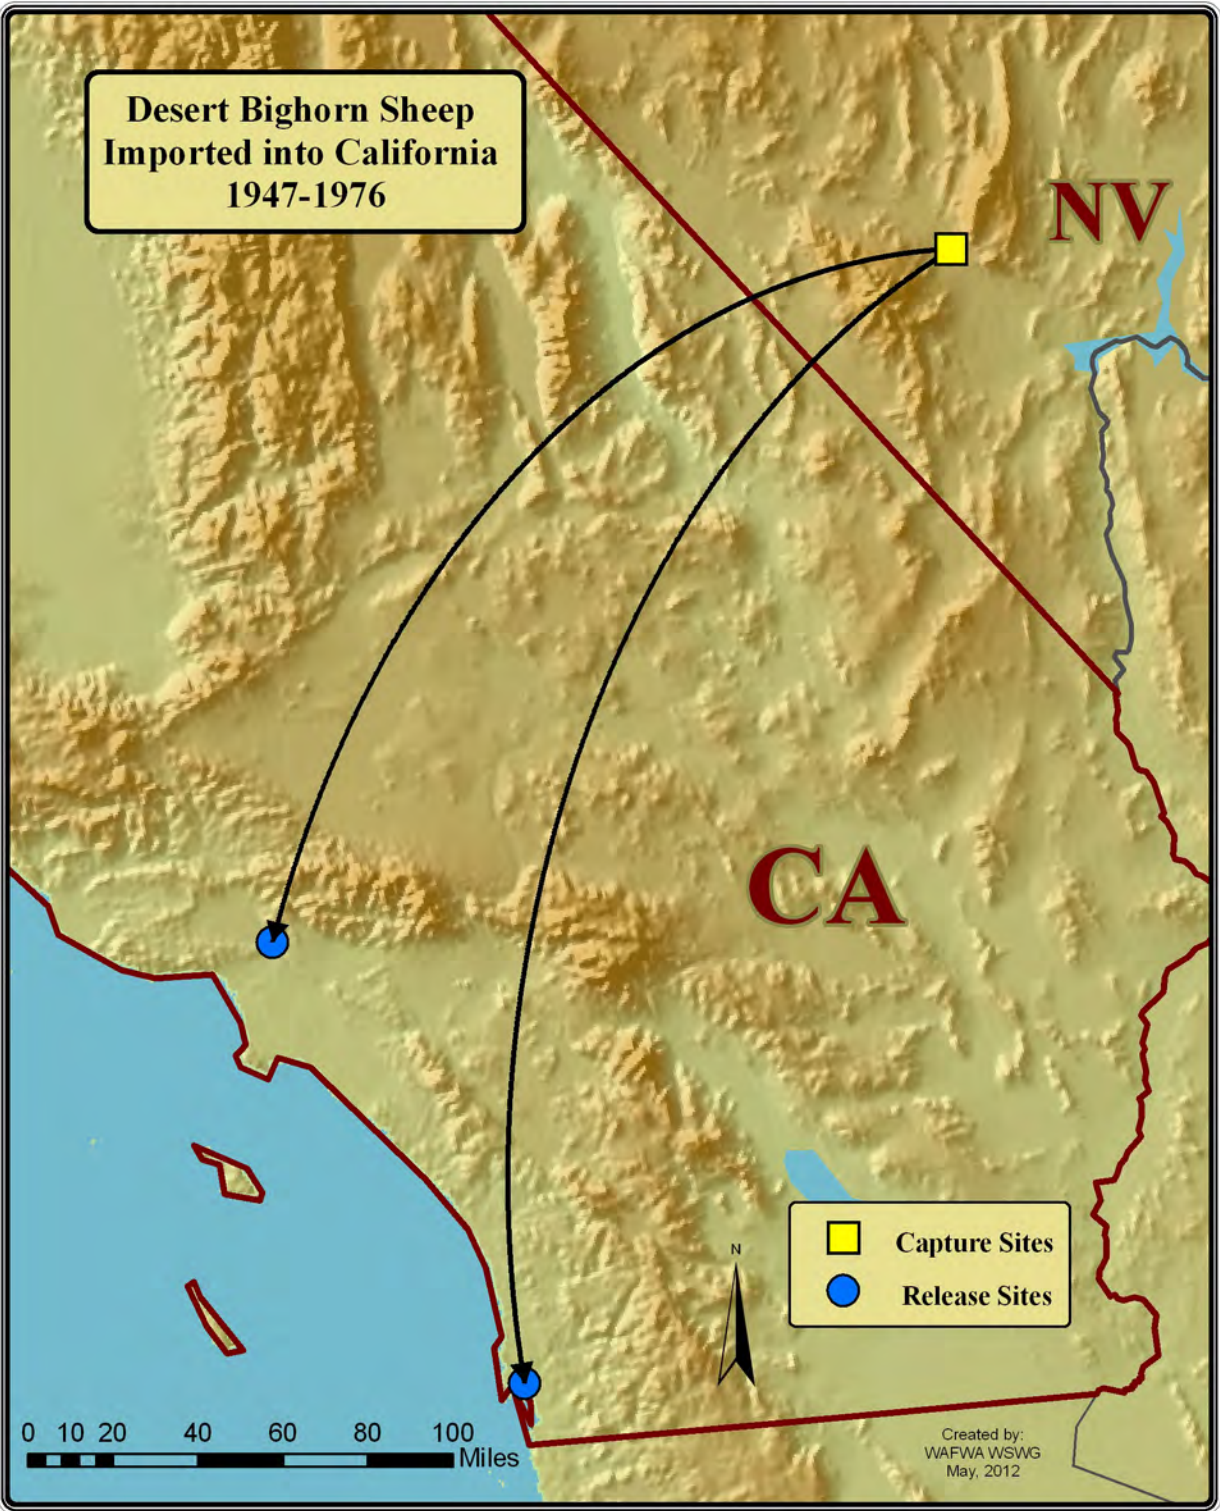 Desert Bighorn Sheep
Imported into California
1947-1976
NV
CA
N
Capture Sites
Release Sites
0 10 20 40 60 80 100
Miles
Created by:
WAFWA WSWG
May, 2012